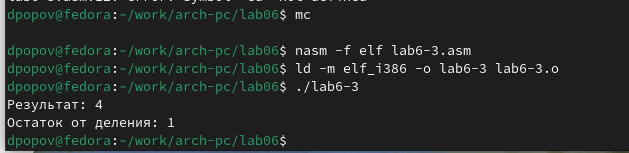 dpopov@fedora:~/work/arch-pc/lab06$ mc
dpopov@fedora:~/work/arch-pc/lab06$ nasm -f elf lab6-3.asm
dpopov@fedora:~/work/arch-pc/lab06$ ld -m elf_i386 -o lab6-3 lab6-3.o
dpopov@fedora:~/work/arch-pc/lab06$ ./lab6-3
Результат: 4
Остаток от деления: 1
dpopov@fedora:~/work/arch-pc/lab06$